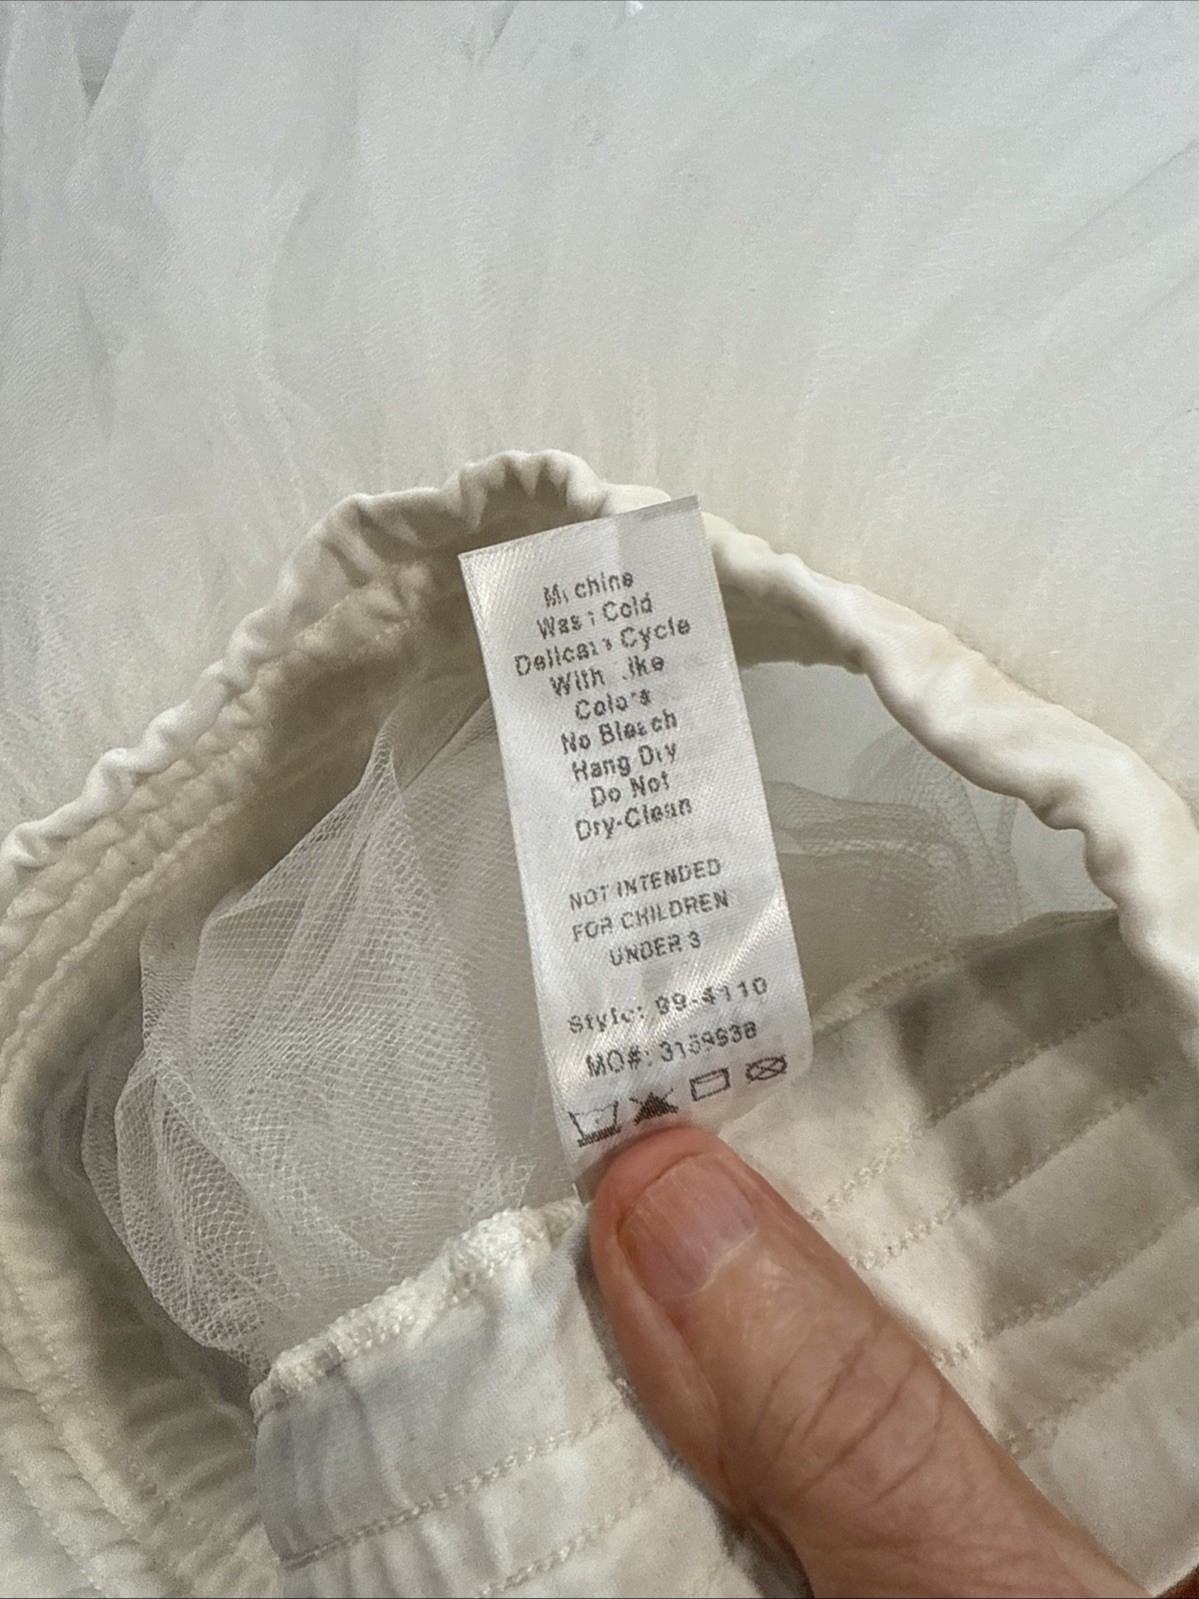 Machine
Wash Cold
Delicate Cycle
With Like
Colors
No Bleach
Hang Dry
Do Not
Dry-Clean
NOT INTENDED
FOR CHILDREN
UNDER 3
Style: 99-4110
MO#: